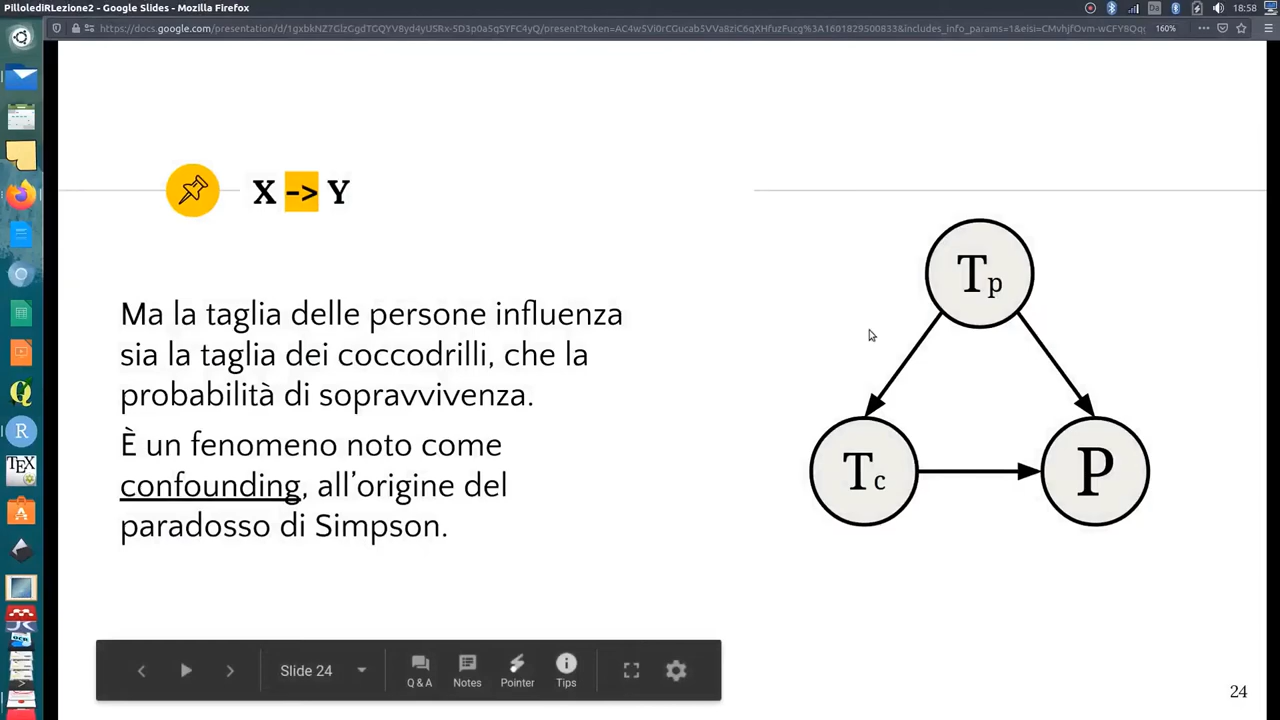 PillolediRLezione2 - Google Slides - Mozilla Firefox
18:58
160%
X -> Y
Ma la taglia delle persone influenza
sia la taglia dei coccodrilli, che la
probabilità di sopravvivenza.
È un fenomeno noto come
confounding, all’origine del
paradosso di Simpson.
Tp
Tc
P
Slide 24
Q & A
Notes
Pointer
Tips
24